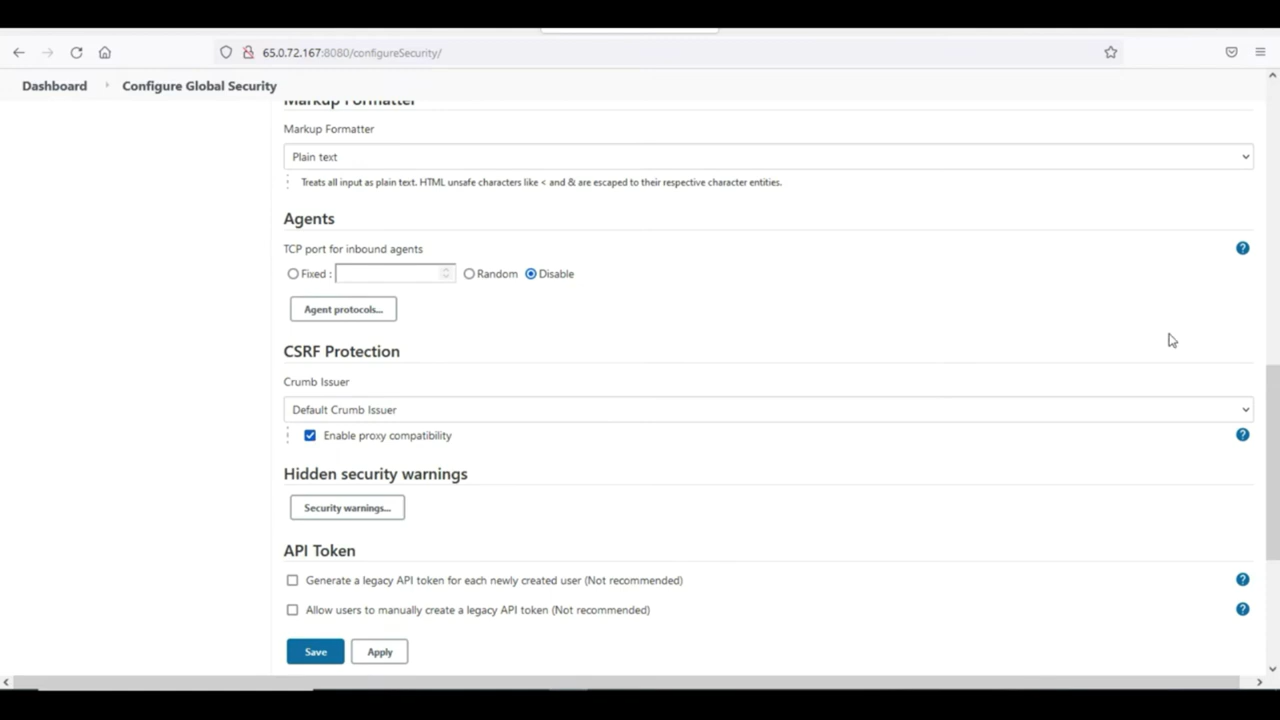 65.0.72.167:8080/configureSecurity/
Dashboard
Configure Global Security
Markup Formatter
Markup Formatter
Plain text
Treats all input as plain text. HTML unsafe characters like < and & are escaped to their respective character entities.
Agents
TCP port for inbound agents
Fixed :
Random
Disable
Agent protocols...
CSRF Protection
Crumb Issuer
Default Crumb Issuer
Enable proxy compatibility
Hidden security warnings
Security warnings...
API Token
Generate a legacy API token for each newly created user (Not recommended)
Allow users to manually create a legacy API token (Not recommended)
Save
Apply